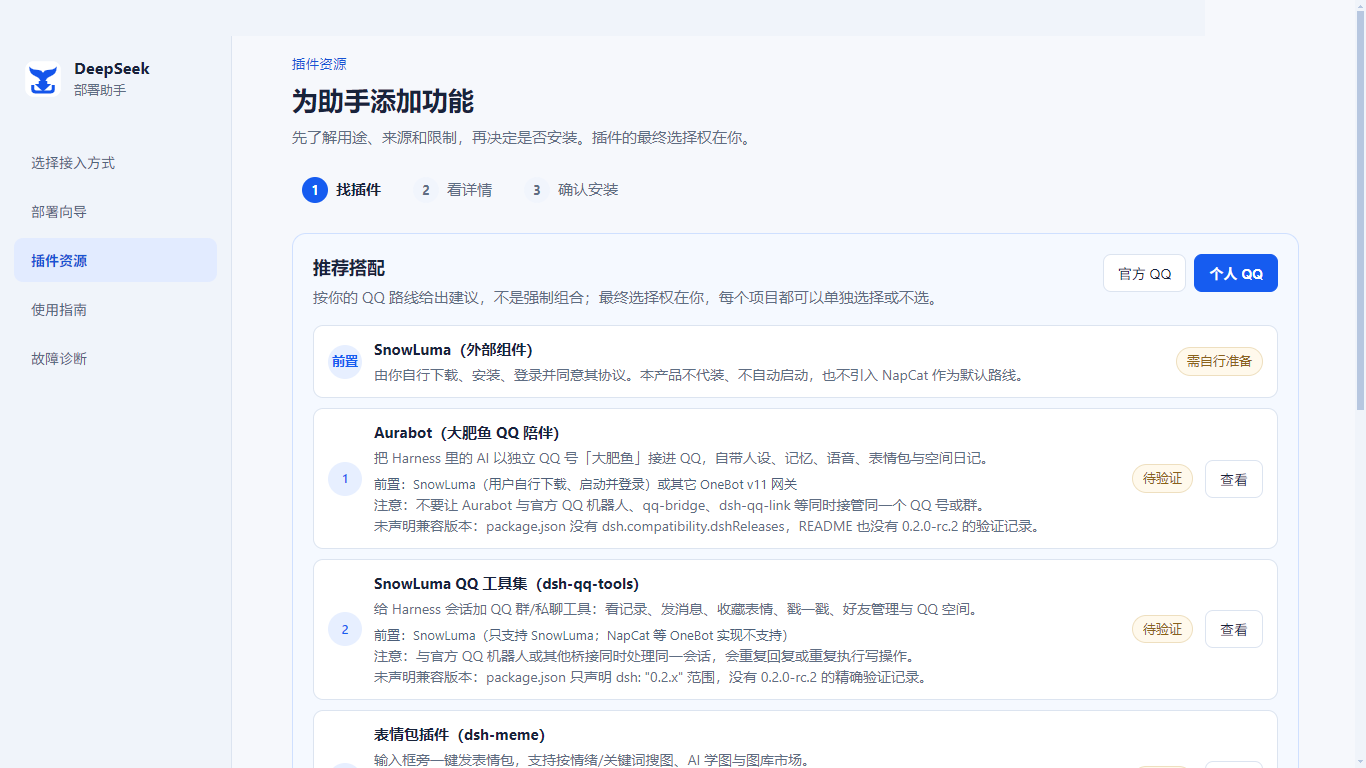 DeepSeek
部署助手
选择接入方式
部署向导
插件资源
使用指南
故障诊断
插件资源
为助手添加功能
先了解用途、来源和限制，再决定是否安装。插件的最终选择权在你。
1 找插件 2 看详情 3 确认安装
推荐搭配
按你的 QQ 路线给出建议，不是强制组合；最终选择权在你，每个项目都可以单独选择或不选。
官方 QQ 个人 QQ
前置
SnowLuma（外部组件）
由你自行下载、安装、登录并同意其协议。本产品不代装、不自动启动，也不引入 NapCat 作为默认路线。
需自行准备
1
Aurabot（大肥鱼 QQ 陪伴）
把 Harness 里的 AI 以独立 QQ 号「大肥鱼」接进 QQ，自带人设、记忆、语音、表情包与空间日记。
前置：SnowLuma（用户自行下载、启动并登录）或其它 OneBot v11 网关
注意：不要让 Aurabot 与官方 QQ 机器人、qq-bridge、dsh-qq-link 等同时接管同一个 QQ 号或群。
未声明兼容版本：package.json 没有 dsh.compatibility.dshReleases，README 也没有 0.2.0-rc.2 的验证记录。
待验证 查看
2
SnowLuma QQ 工具集（dsh-qq-tools）
给 Harness 会话加 QQ 群/私聊工具：看记录、发消息、收藏表情、戳一戳、好友管理与 QQ 空间。
前置：SnowLuma（只支持 SnowLuma；NapCat 等 OneBot 实现不支持）
注意：与官方 QQ 机器人或其他桥接同时处理同一会话，会重复回复或重复执行写操作。
未声明兼容版本：package.json 只声明 dsh: "0.2.x" 范围，没有 0.2.0-rc.2 的精确验证记录。
待验证 查看
表情包插件（dsh-meme）
输入框旁一键发表情包，支持按情绪/关键词搜图、AI 学图与图库市场。